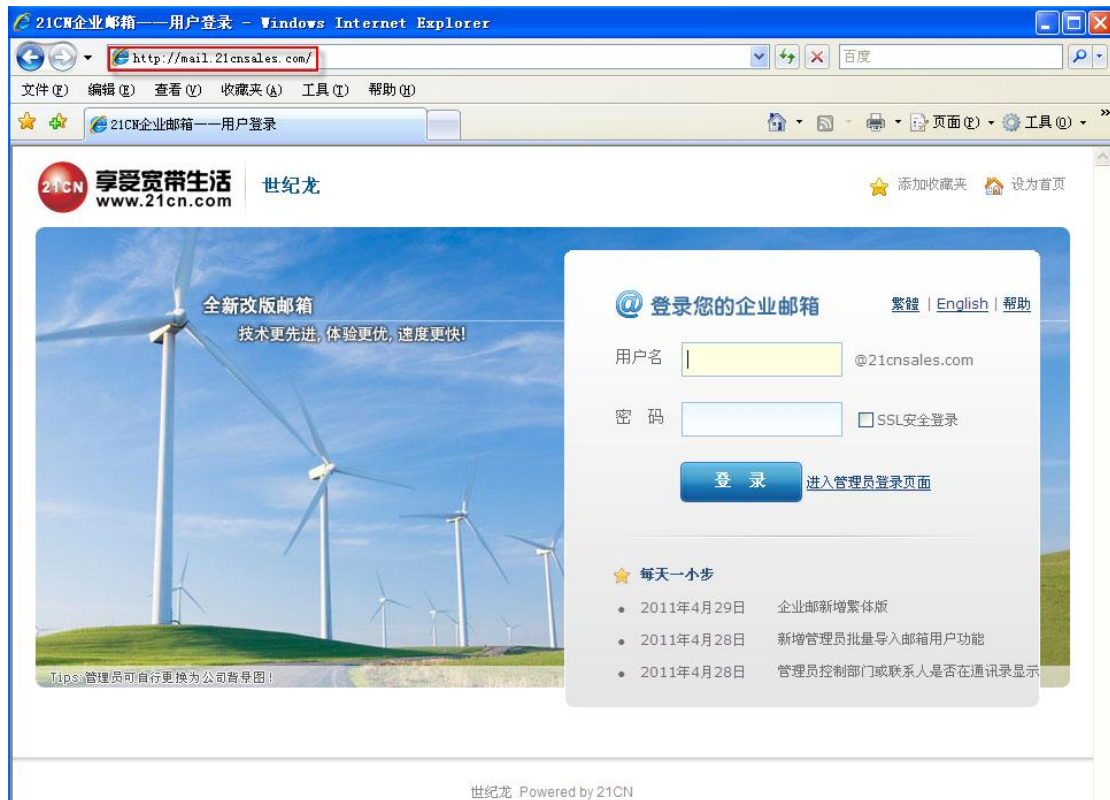 21CN企业邮箱——用户登录 - Windows Internet Explorer
http://mail.21cnsales.com/
百度
文件(F) 编辑(E) 查看(V) 收藏夹(A) 工具(T) 帮助(H)
21CN企业邮箱——用户登录
页面(P) 工具(O)
21CN 享受宽带生活 世纪龙
www.21cn.com
添加收藏夹 设为首页
全新改版邮箱
技术更先进, 体验更优, 速度更快!
@ 登录您的企业邮箱 繁體 | English | 帮助
用户名 @21cnsales.com
密 码 SSL安全登录
登 录 进入管理员登录页面
每天一小步
• 2011年4月29日 企业邮新增繁体版
• 2011年4月28日 新增管理员批量导入邮箱用户功能
• 2011年4月28日 管理员控制部门或联系人是否在通讯录显示
Tips:管理员可自行更换为公司背景图!
世纪龙 Powered by 21CN